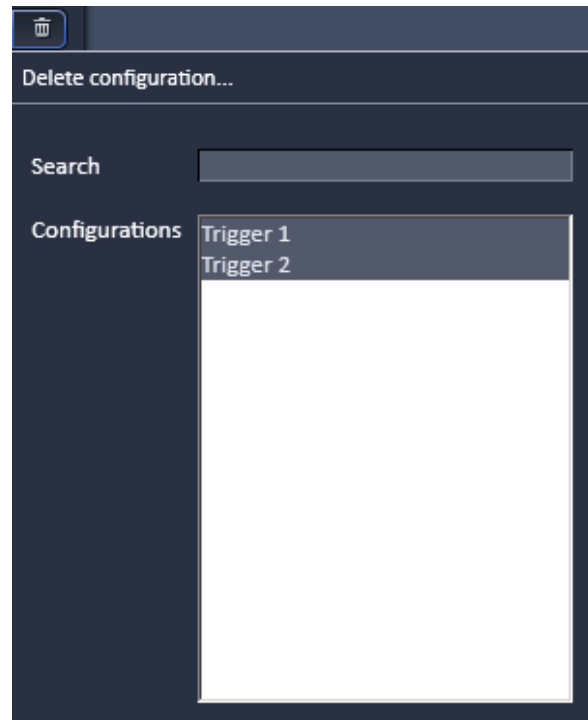 Delete configuration...
Search
Configurations
Trigger 1
Trigger 2